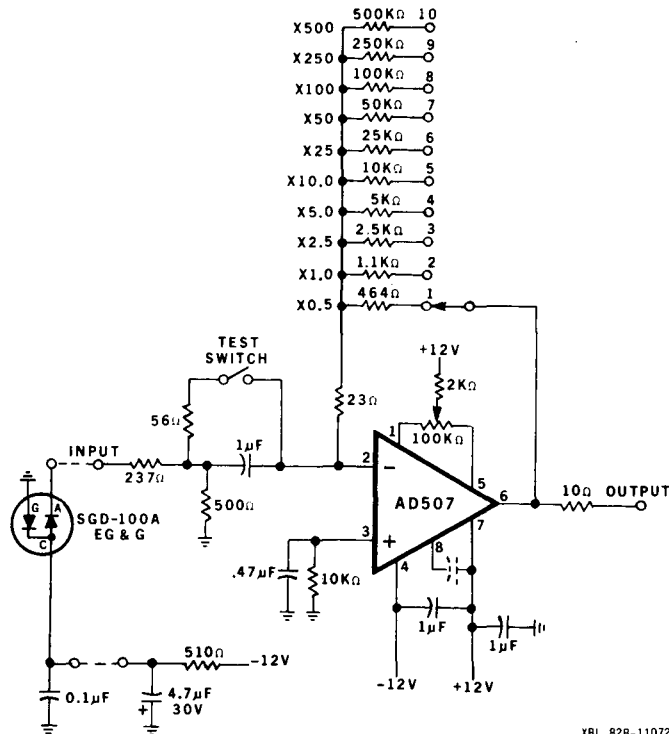 X500 500KΩ 10
X250 250KΩ 9
X100 100KΩ 8
X50 50KΩ 7
X25 25KΩ 6
X10.0 10KΩ 5
X5.0 5KΩ 4
X2.5 2.5KΩ 3
X1.0 1.1KΩ 2
X0.5 464Ω 1
TEST
SWITCH
+12V
2KΩ
23Ω
56Ω
1 100KΩ
INPUT 1μF 2 − 5
237Ω
AD507 6 10Ω OUTPUT
G A
SGD-100A
EG & G
C
500Ω
7
3 + 8
.47μF 10KΩ 4
1μF 1μF
510Ω
-12V
-12V +12V
0.1μF 4.7μF
+ 30V
XBL 828-11072